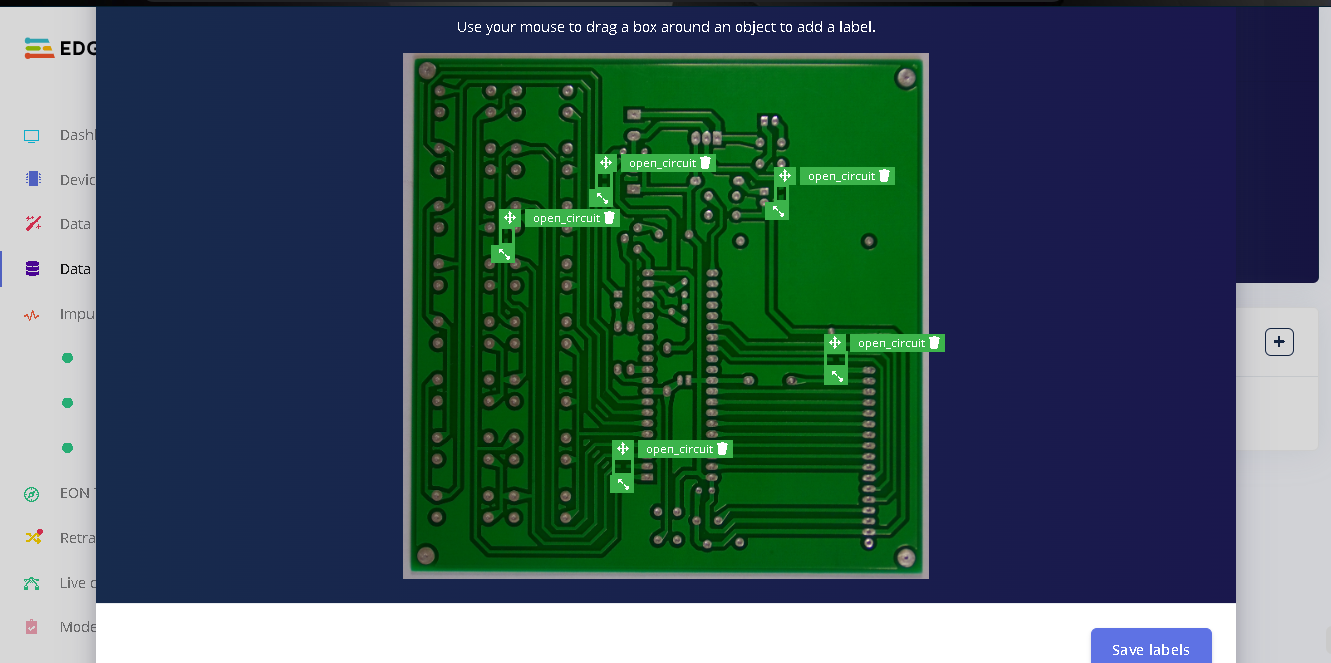 Use your mouse to drag a box around an object to add a label.
EDG
Dashl
Devic
Data
Data
Impu
EON T
Retra
Live c
Mode
open_circuit
open_circuit
open_circuit
open_circuit
open_circuit
Save labels